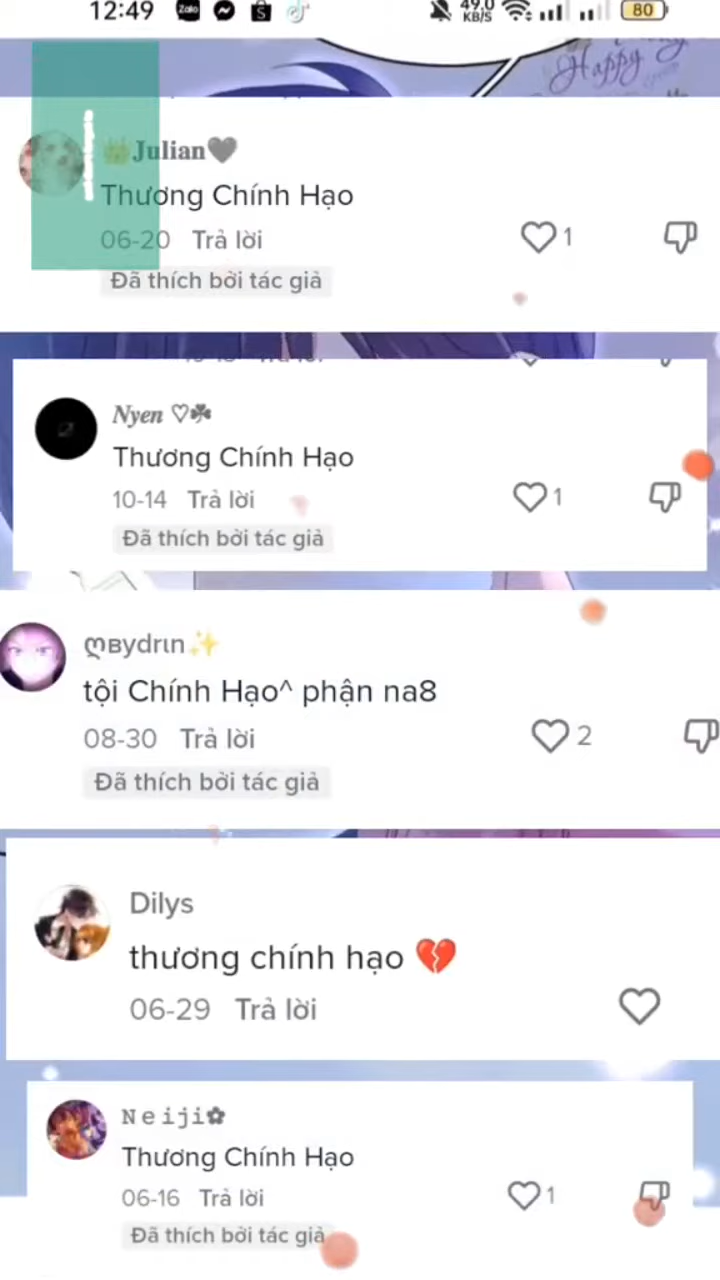 12:49 Zalo 49,0 KB/S 80
Happy
👑Julian🖤
Thương Chính Hạo
06-20 Trả lời
1
Đã thích bởi tác giả
Nyen ♡☘
Thương Chính Hạo
10-14 Trả lời
1
Đã thích bởi tác giả
ღвydrιn✨
tội Chính Hạo^ phận na8
08-30 Trả lời
2
Đã thích bởi tác giả
Dilys
thương chính hạo 💔
06-29 Trả lời
Neiji✿
Thương Chính Hạo
06-16 Trả lời
1
Đã thích bởi tác giả